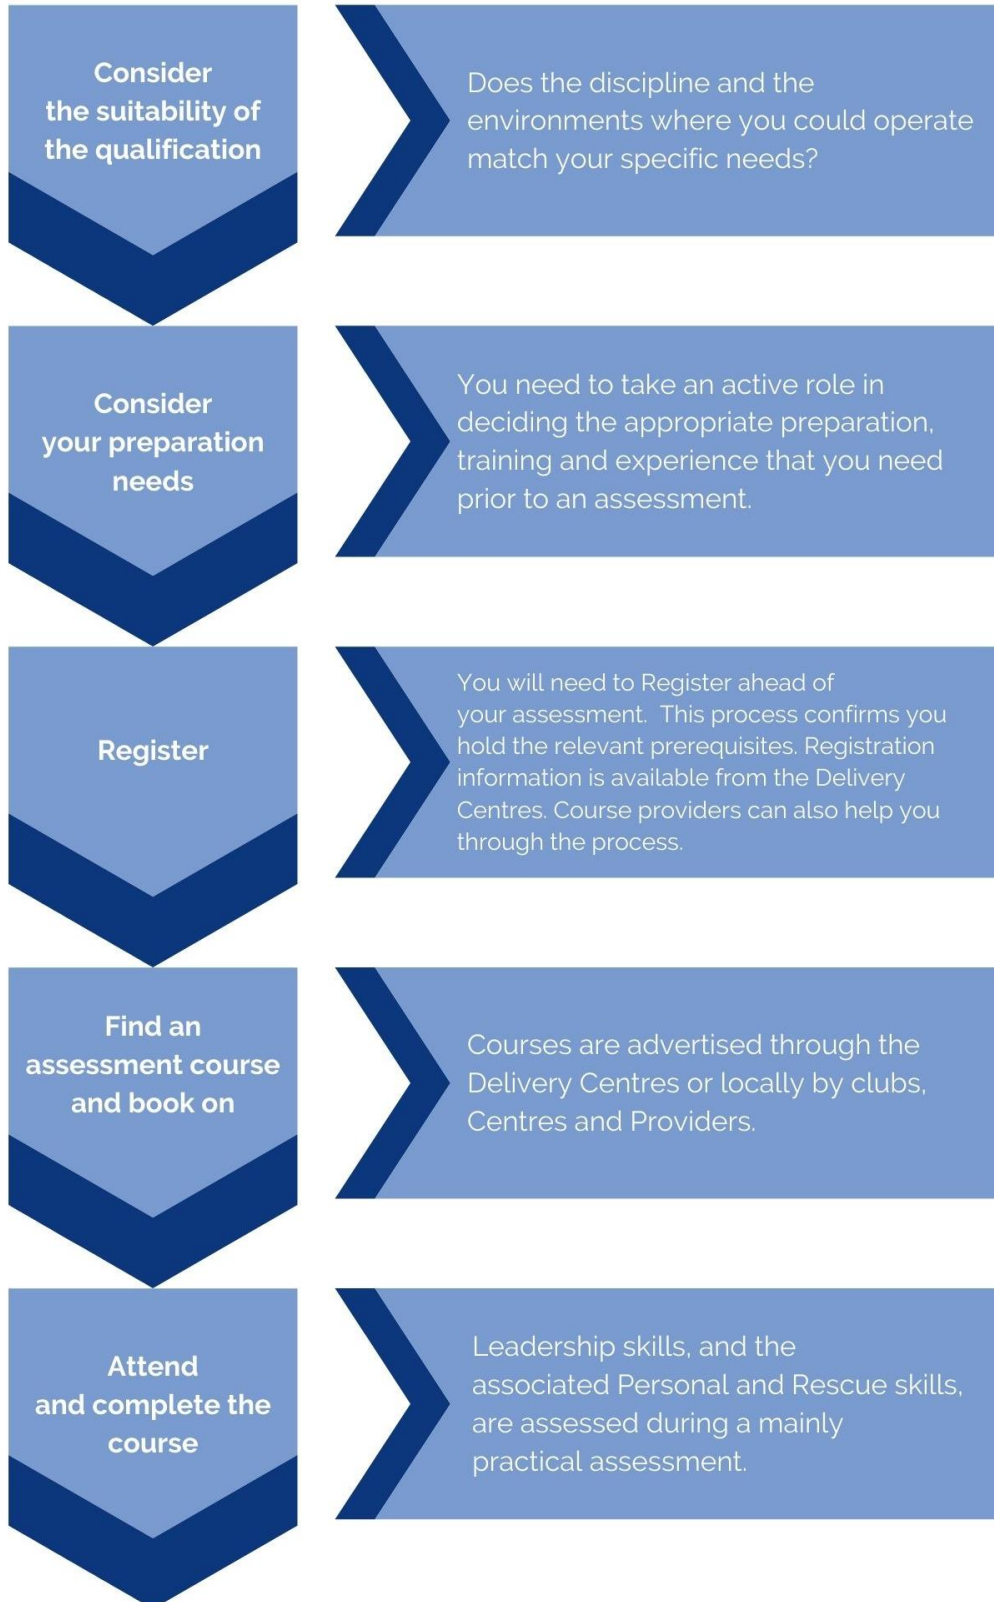 Consider
the suitability of
the qualification
Does the discipline and the
environments where you could operate
match your specific needs?
Consider
your preparation
needs
You need to take an active role in
deciding the appropriate preparation,
training and experience that you need
prior to an assessment.
Register
You will need to Register ahead of
your assessment.  This process confirms you
hold the relevant prerequisites. Registration
information is available from the Delivery
Centres. Course providers can also help you
through the process.
Find an
assessment course
and book on
Courses are advertised through the
Delivery Centres or locally by clubs,
Centres and Providers.
Attend
and complete the
course
Leadership skills, and the
associated Personal and Rescue skills,
are assessed during a mainly
practical assessment.